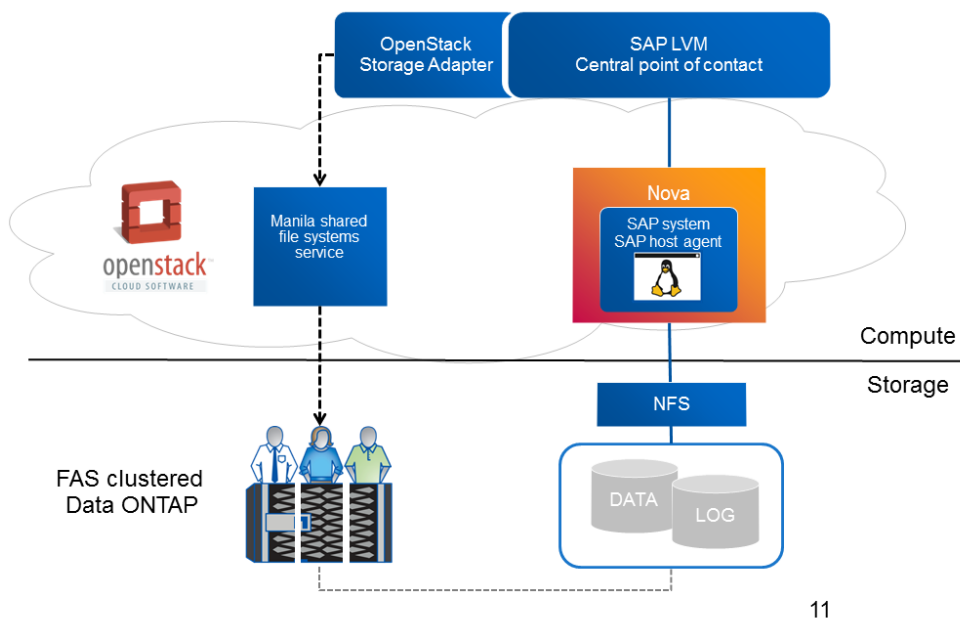 OpenStack
Storage Adapter
SAP LVM
Central point of contact
Manila shared
file systems
service
Nova
SAP system
SAP host agent
openstack™
CLOUD SOFTWARE
Compute
Storage
NFS
FAS clustered
Data ONTAP
DATA
LOG
11